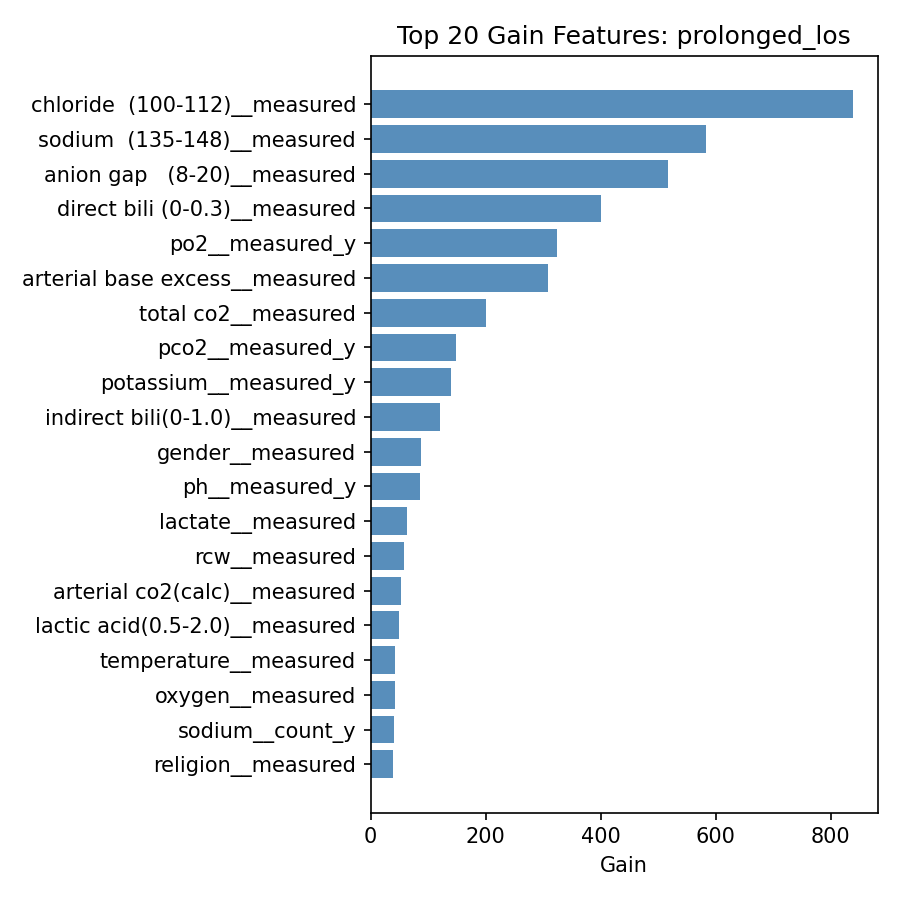 Top 20 Gain Features: prolonged_los
chloride  (100-112)__measured
sodium  (135-148)__measured
anion gap   (8-20)__measured
direct bili (0-0.3)__measured
po2__measured_y
arterial base excess__measured
total co2__measured
pco2__measured_y
potassium__measured_y
indirect bili(0-1.0)__measured
gender__measured
ph__measured_y
lactate__measured
rcw__measured
arterial co2(calc)__measured
lactic acid(0.5-2.0)__measured
temperature__measured
oxygen__measured
sodium__count_y
religion__measured
0 200 400 600 800
Gain